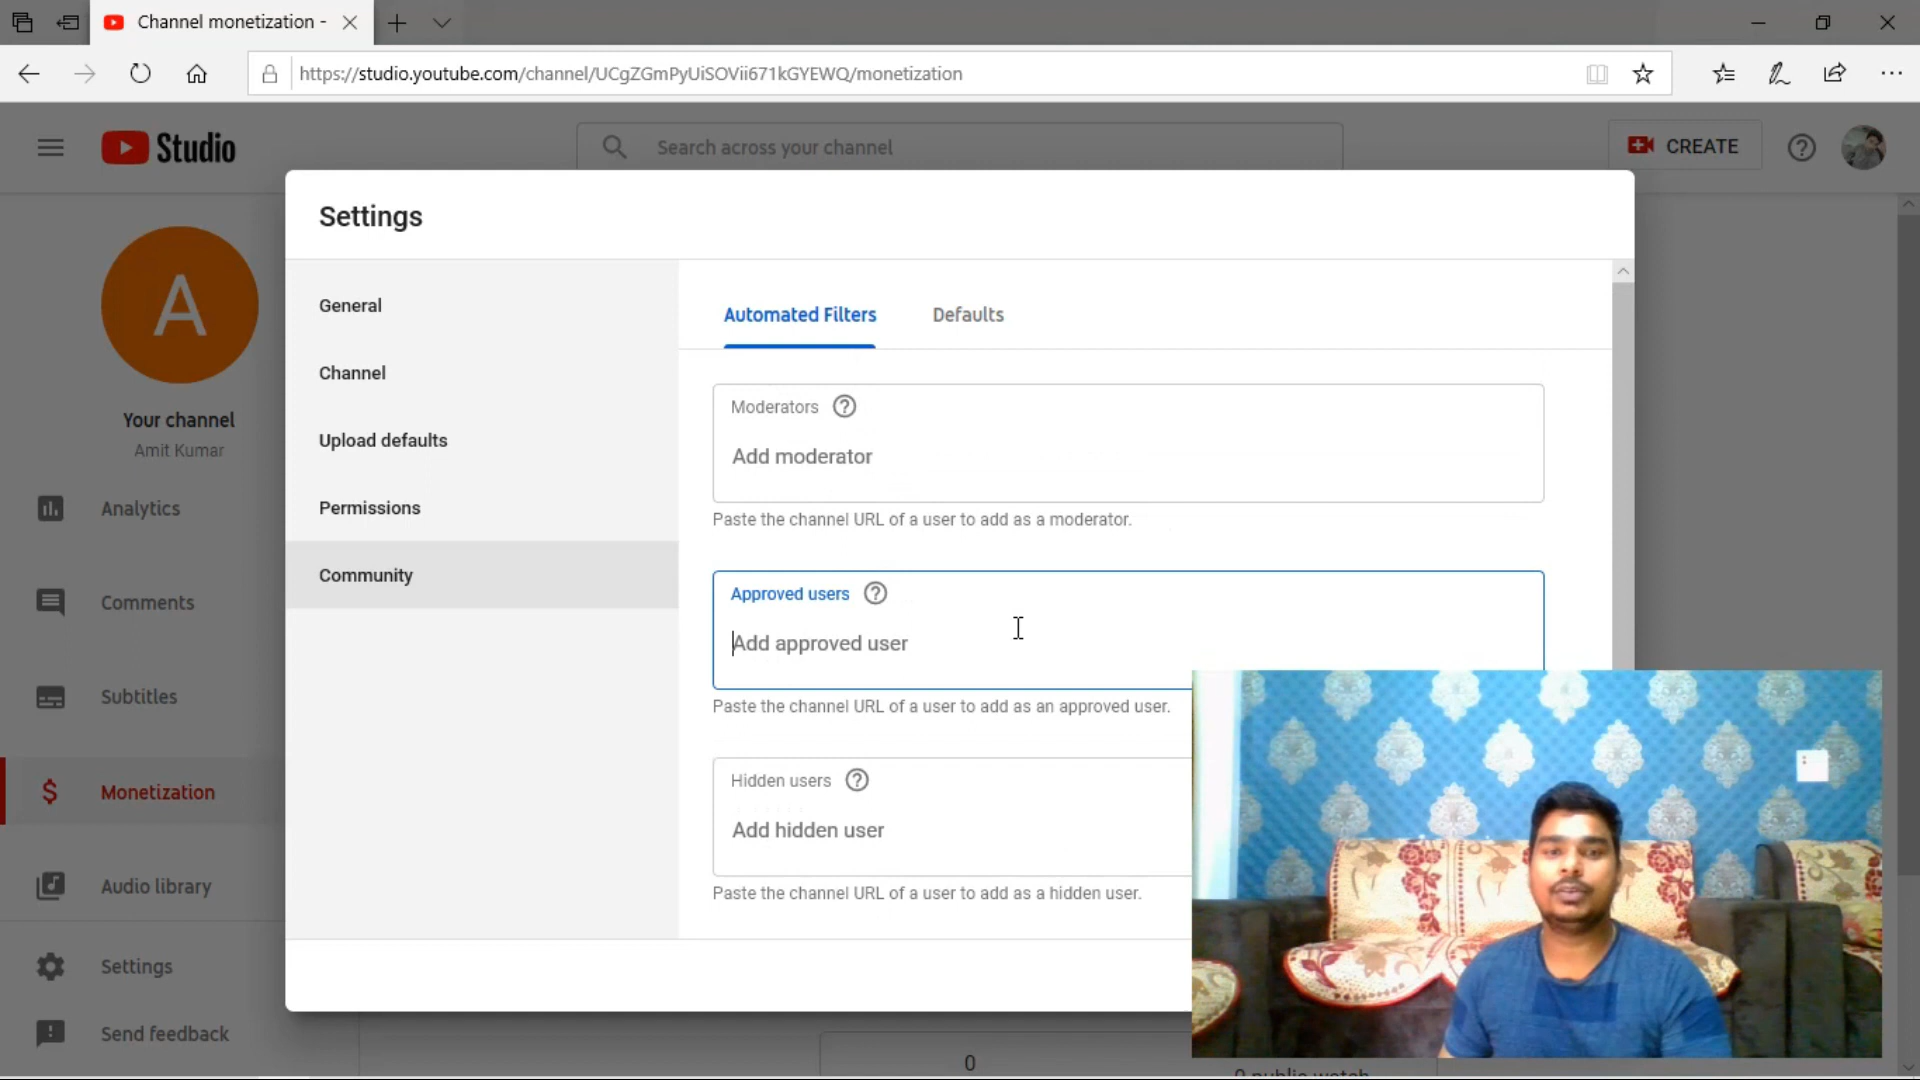 Channel monetization -
https://studio.youtube.com/channel/UCgZGmPyUiSOVii671kGYEWQ/monetization
Studio
Search across your channel
CREATE
Settings
A
Your channel
Amit Kumar
Analytics
Comments
Subtitles
$ Monetization
Audio library
Settings
Send feedback
General
Channel
Upload defaults
Permissions
Community
Automated Filters Defaults
Moderators ?
Add moderator
Paste the channel URL of a user to add as a moderator.
Approved users ?
Add approved user
Paste the channel URL of a user to add as an approved user.
Hidden users ?
Add hidden user
Paste the channel URL of a user to add as a hidden user.
0
0 public watch